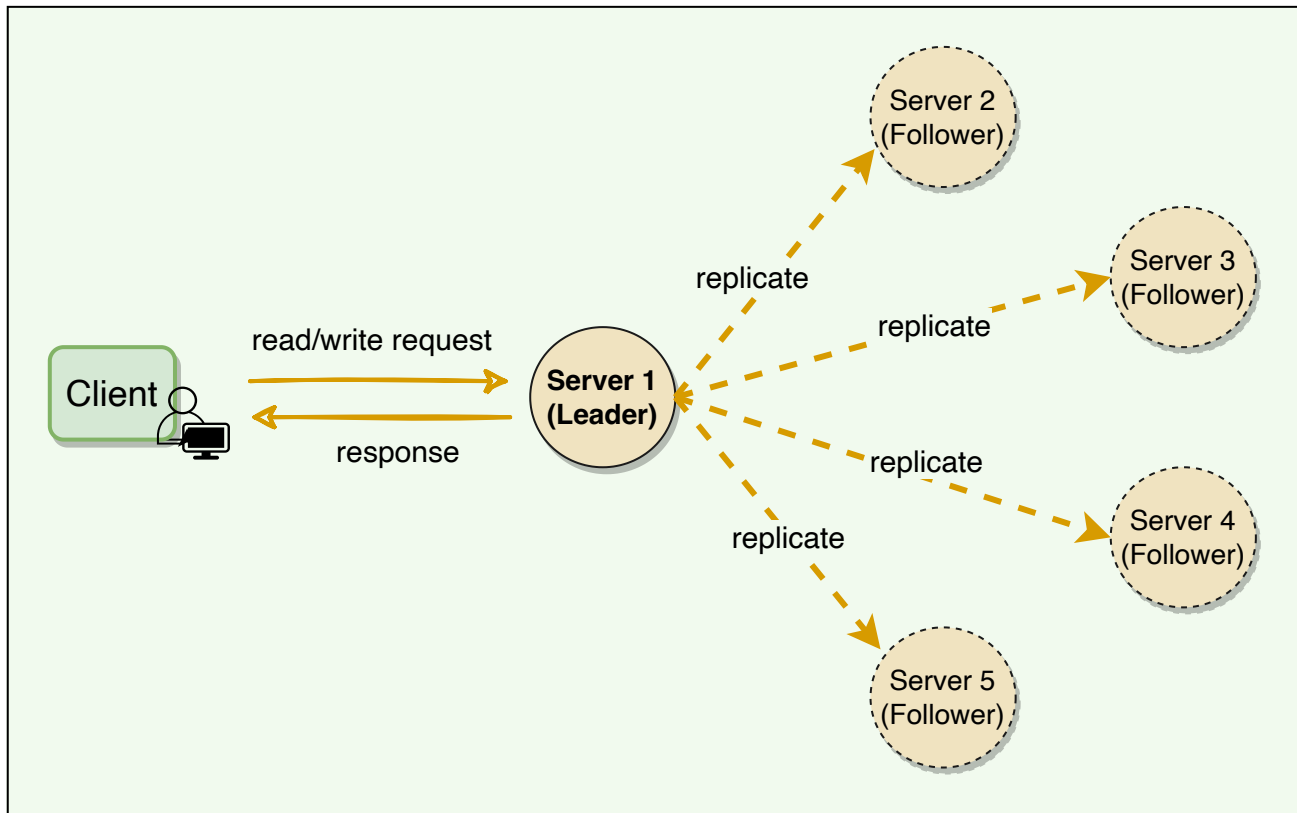 Server 2
(Follower)
Server 3
(Follower)
replicate
replicate
read/write request
Client
Server 1
(Leader)
response
replicate
replicate
Server 4
(Follower)
Server 5
(Follower)